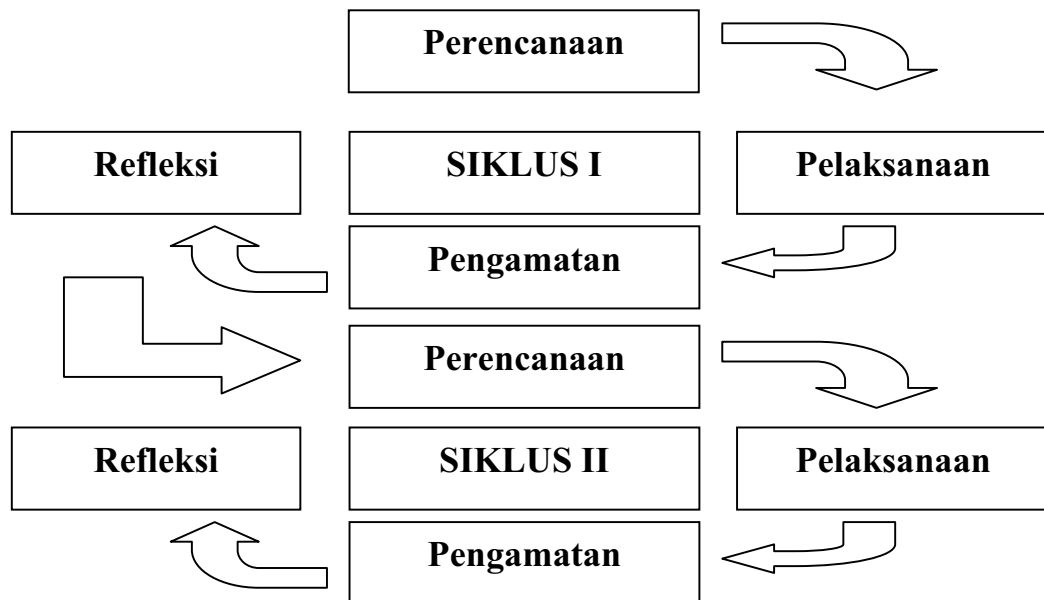 Perencanaan
Refleksi
SIKLUS I
Pelaksanaan
Pengamatan
Perencanaan
Refleksi
SIKLUS II
Pelaksanaan
Pengamatan